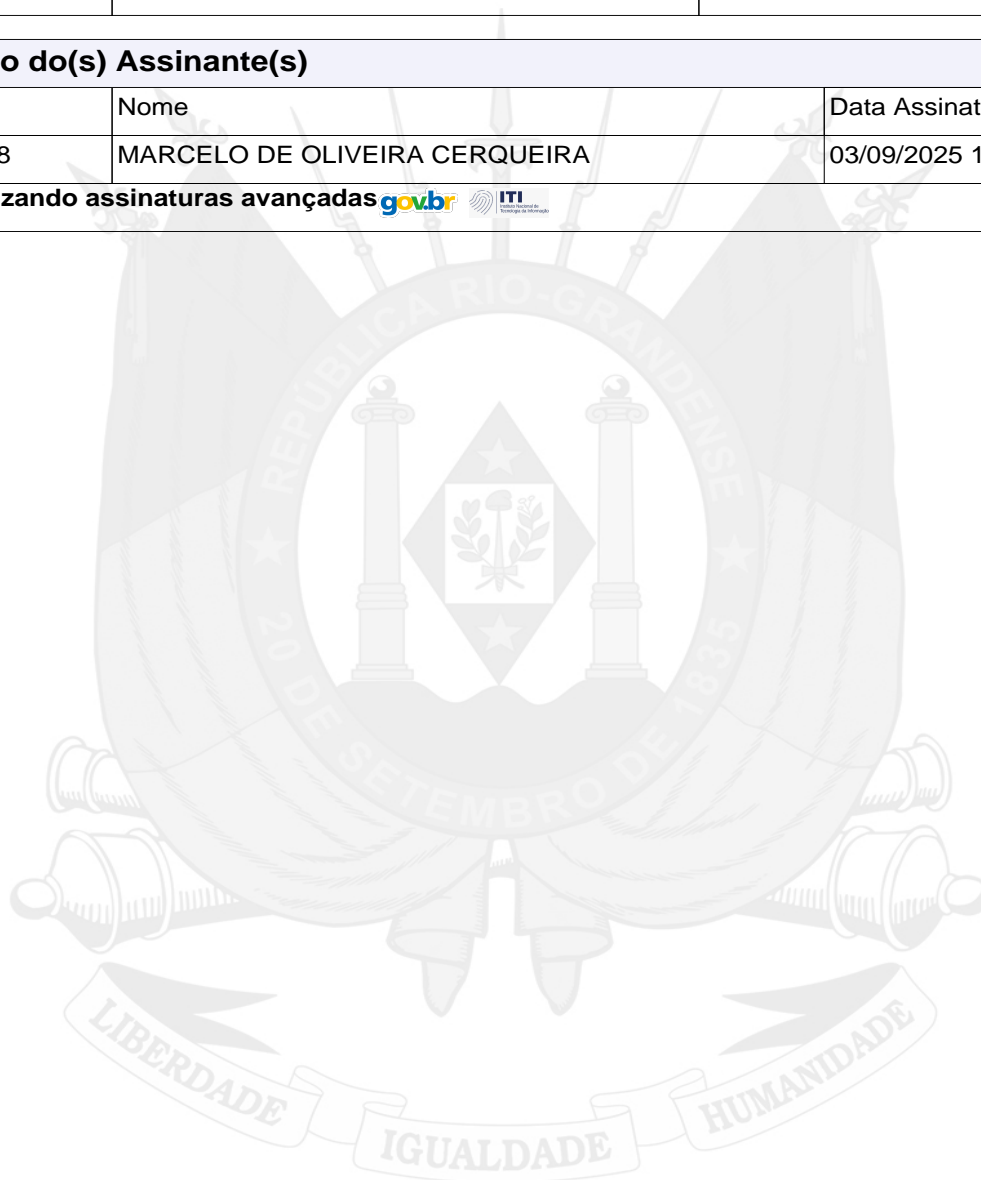 o do(s) Assinante(s)
Nome Data Assinat
8 MARCELO DE OLIVEIRA CERQUEIRA 03/09/2025 1
zando assinaturas avançadas gov.br ITI
REPÚBLICA RIO-GRANDENSE
20 DE SETEMBRO DE 1835
LIBERDADE IGUALDADE HUMANIDADE